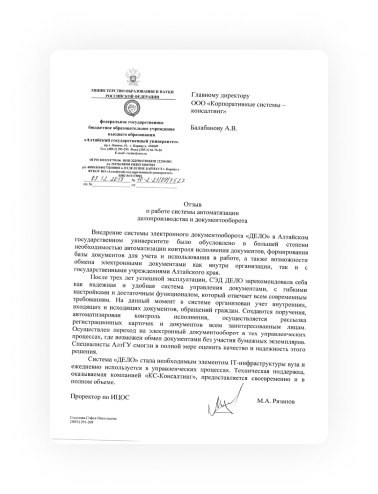 МИНИСТЕРСТВО ОБРАЗОВАНИЯ И НАУКИ
РОССИЙСКОЙ ФЕДЕРАЦИИ
федеральное государственное
бюджетное образовательное учреждение
высшего образования
«Алтайский государственный университет»
Главному директору
ООО «Корпоративные системы –
консалтинг»
Балабанову А.В.
Отзыв
о работе системы автоматизации
делопроизводства и документооборота
Внедрение системы электронного документооборота «ДЕЛО» в Алтайском
государственном университете было обусловлено в большей степени
необходимостью автоматизации контроля исполнения документов, формирования
базы документов для учета и использования в работе, а также возможности
обмена электронными документами как внутри организации, так и с
государственными учреждениями Алтайского края.
После трех лет успешной эксплуатации, СЭД ДЕЛО зарекомендовала себя
как надежная и удобная система управления документами, с гибкими
настройками и достаточным функционалом, который отвечает всем современным
требованиям. На данный момент в системе организован учет внутренних,
входящих и исходящих документов, обращений граждан. Создаются поручения,
автоматизирован контроль исполнения, осуществляется рассылка
регистрационных карточек и документов всем заинтересованным лицам.
Осуществлен переход на электронный документооборот в тех управленческих
процессах, где возможен обмен документами без участия бумажных экземпляров.
Специалисты АлтГУ смогли в полной мере оценить качество и надежность этого
решения.
Система «ДЕЛО» стала необходимым элементом IT-инфраструктуры вуза и
ежедневно используется в управленческих процессах. Техническая поддержка,
оказываемая компанией «КС-Консалтинг», предоставляется своевременно и в
полном объеме.
Проректор по ИЦОС
М.А. Рязанов